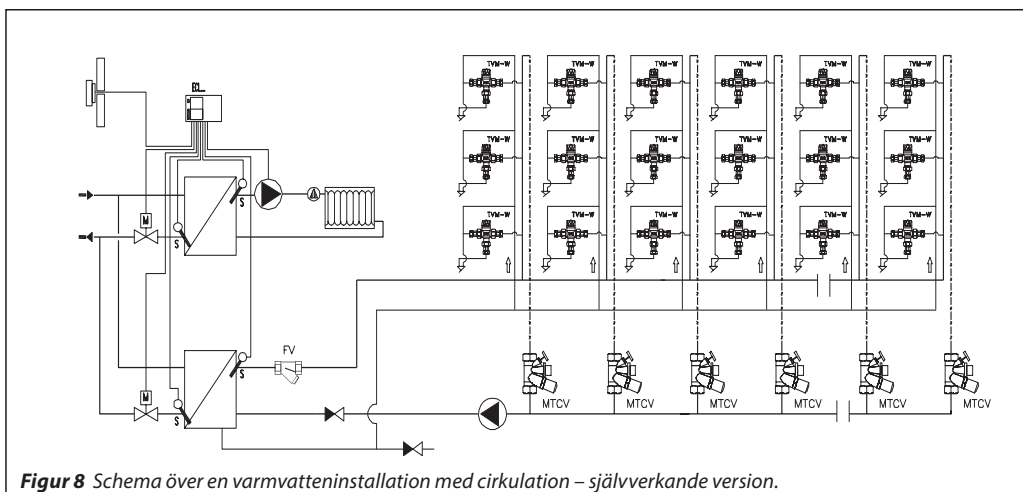 ECL
TVM-W TVM-W TVM-W TVM-W TVM-W TVM-W
M
S
S
TVM-W TVM-W TVM-W TVM-W TVM-W TVM-W
TVM-W TVM-W TVM-W TVM-W TVM-W TVM-W
FV
M
S
S
MTCV MTCV MTCV MTCV MTCV MTCV
Figur 8 Schema över en varmvatteninstallation med cirkulation – självverkande version.